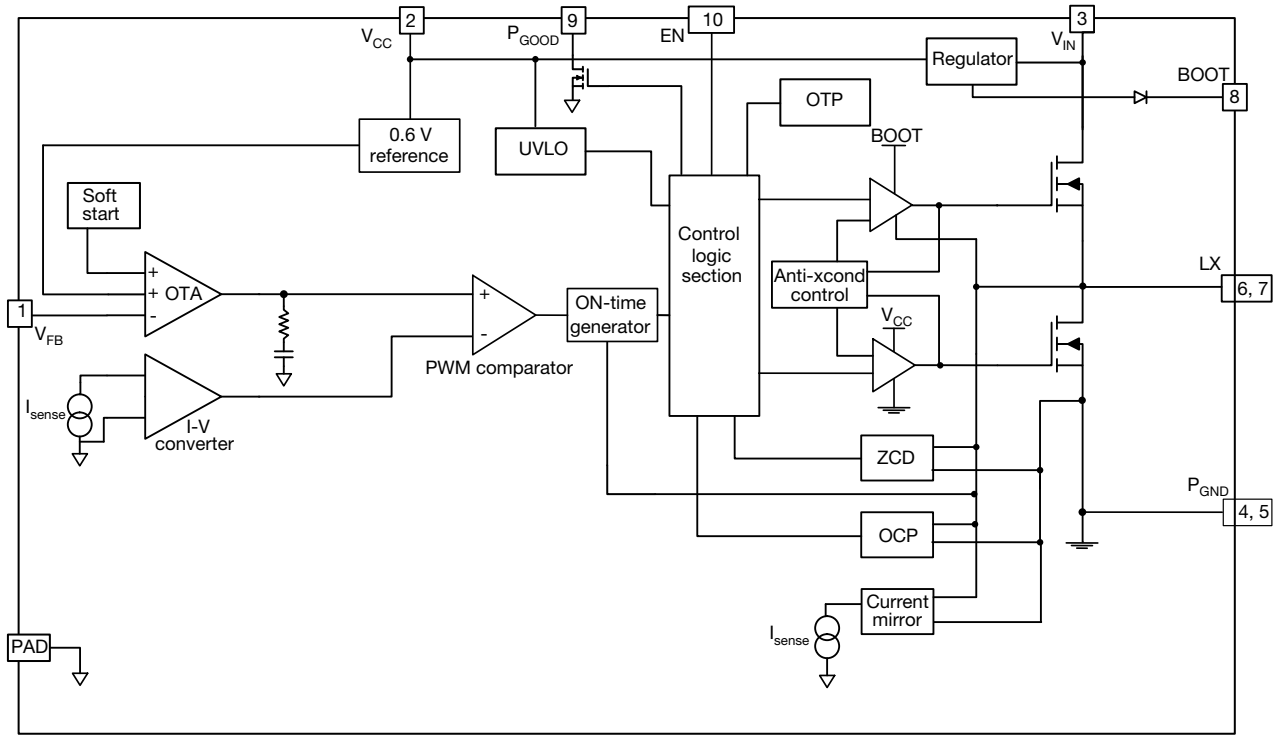 2
9
10
3
V_CC
P_GOOD
EN
V_IN
Regulator
BOOT
8
OTP
0.6 V
reference
UVLO
BOOT
Soft
start
Control
logic
section
+
+
-
OTA
LX
6, 7
Anti-xcond
control
1
V_FB
+
-
PWM comparator
ON-time
generator
V_CC
I_sense
I-V
converter
ZCD
P_GND
4, 5
OCP
Current
mirror
I_sense
PAD